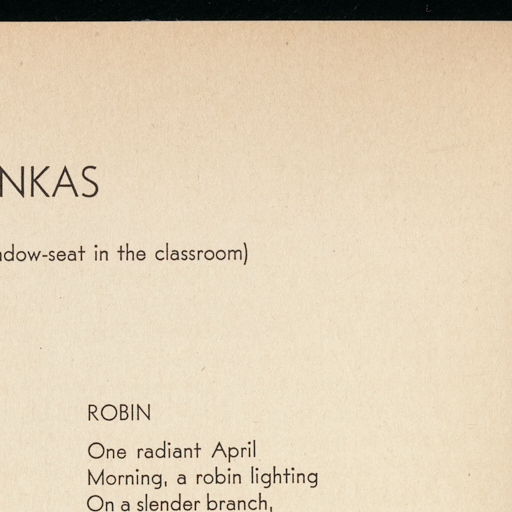 NKAS
dow-seat in the classroom)
ROBIN
One radiant April
Morning, a robin lighting
On a slender branch,